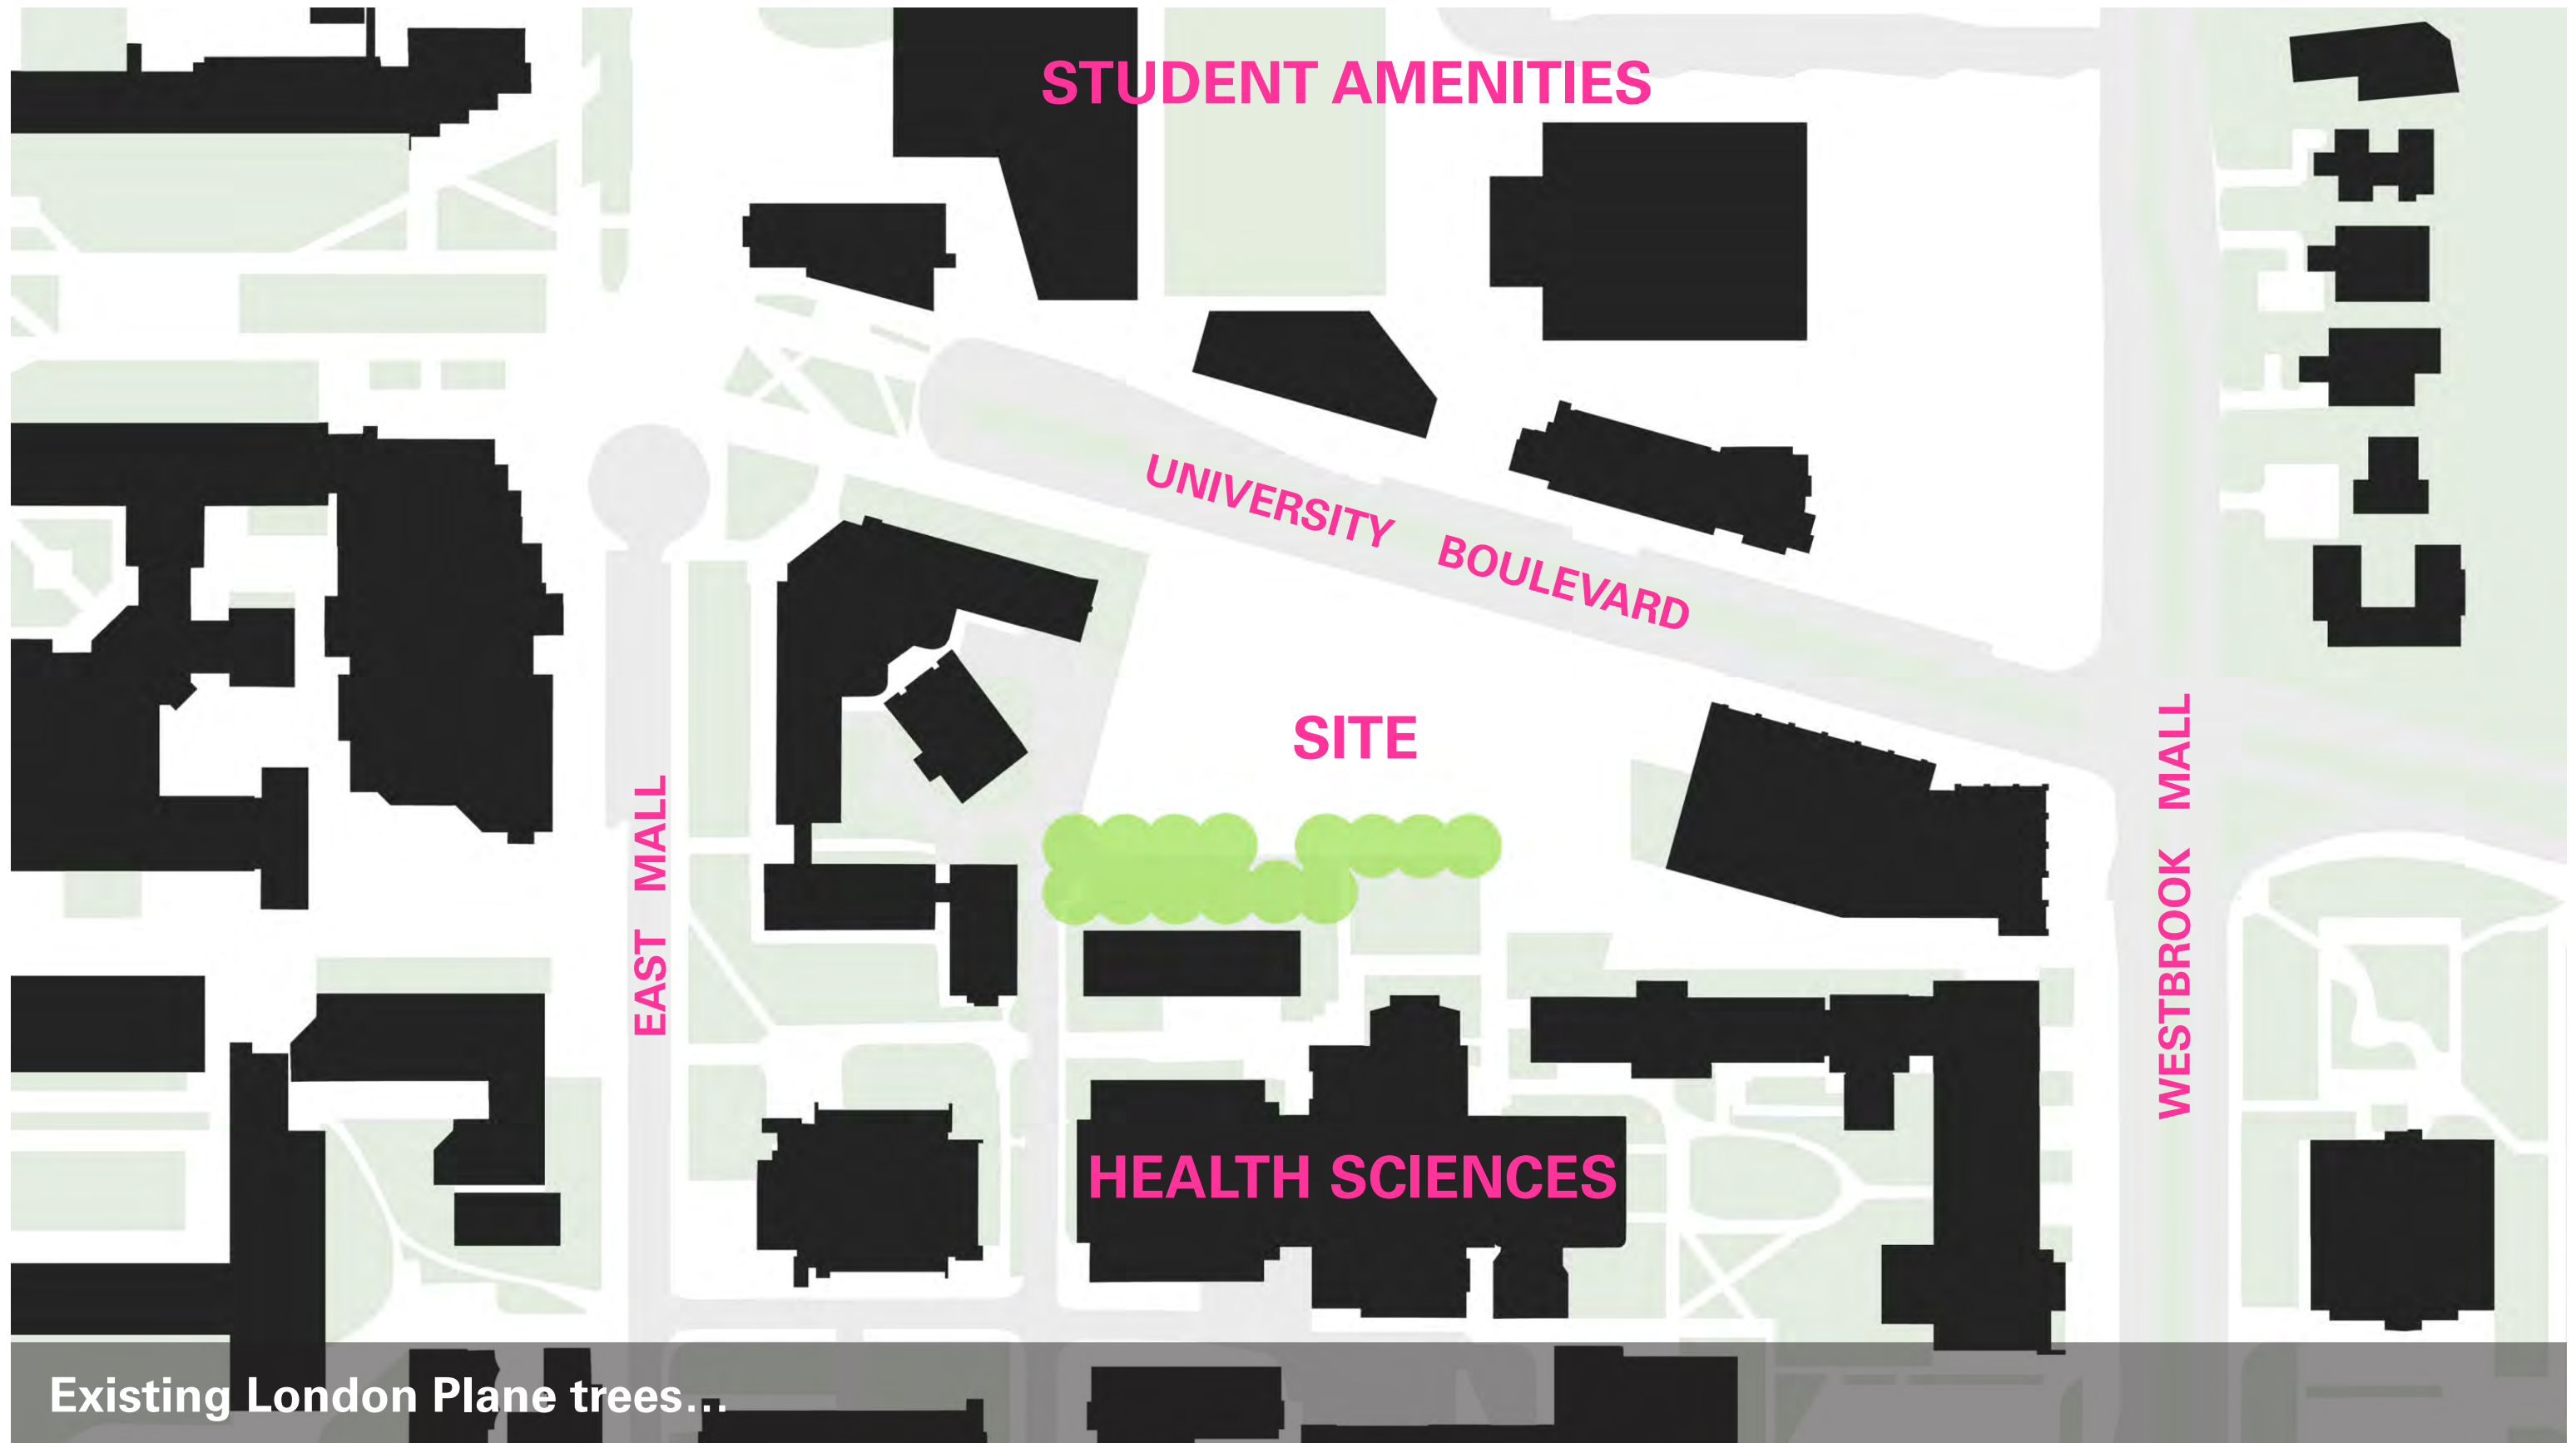 STUDENT AMENITIES
UNIVERSITY BOULEVARD
SITE
EAST MALL
WESTBROOK MALL
HEALTH SCIENCES
Existing London Plane trees…